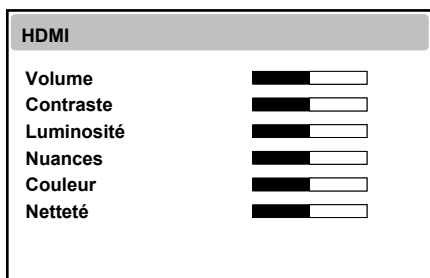 HDMI
Volume
Contraste
Luminosité
Nuances
Couleur
Netteté